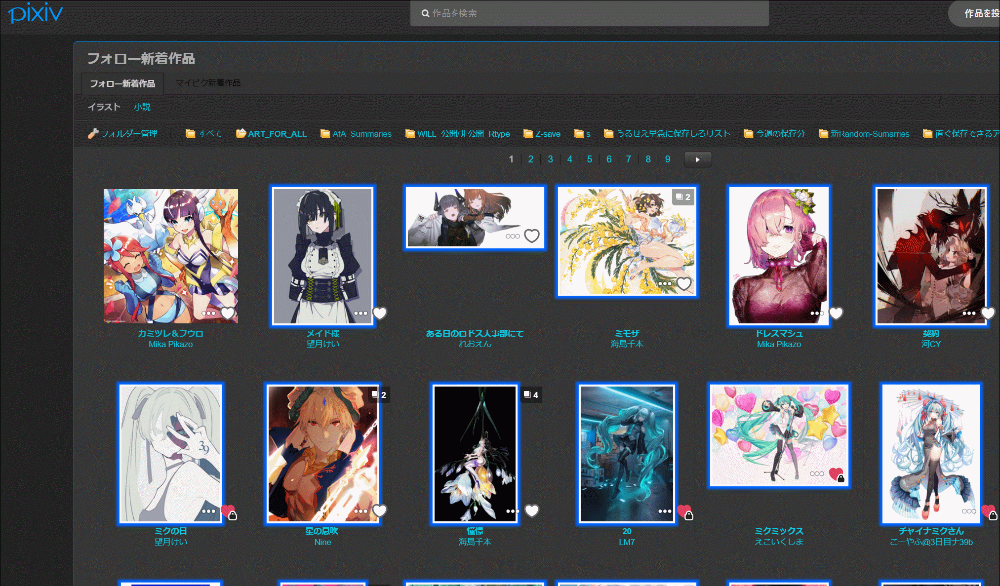 pixiv
作品を検索
作品を投
フォロー新着作品
フォロー新着作品 マイピク新着作品
イラスト 小説
フォルダー管理 すべて ART_FOR_ALL AfA_Summaries WILL_公開/非公開_Rtype Z-save s うるせえ早急に保存しろリスト 今週の保存分 新Random-Sumarries 直ぐ保存できるア
1 2 3 4 5 6 7 8 9
2
カミツレ＆フウロ メイド様 ある日のロドス人事部にて ミモザ ドレスマシュ 契約
Mika Pikazo 望月けい れおえん 海島千本 Mika Pikazo 河CY
2 4
39
ミクの日 星の息吹 憧憬 20 ミクミックス チャイナミクさん
望月けい Nine 海島千本 LM7 えこいくしま こーやふ@3日目ナ39b